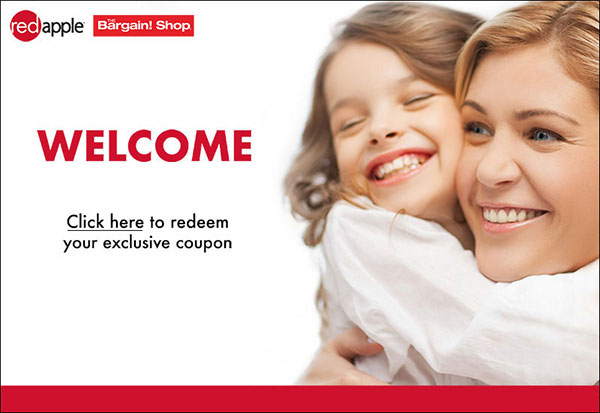 redapple
THE Bargain! Shop
WELCOME
Click here to redeem
your exclusive coupon